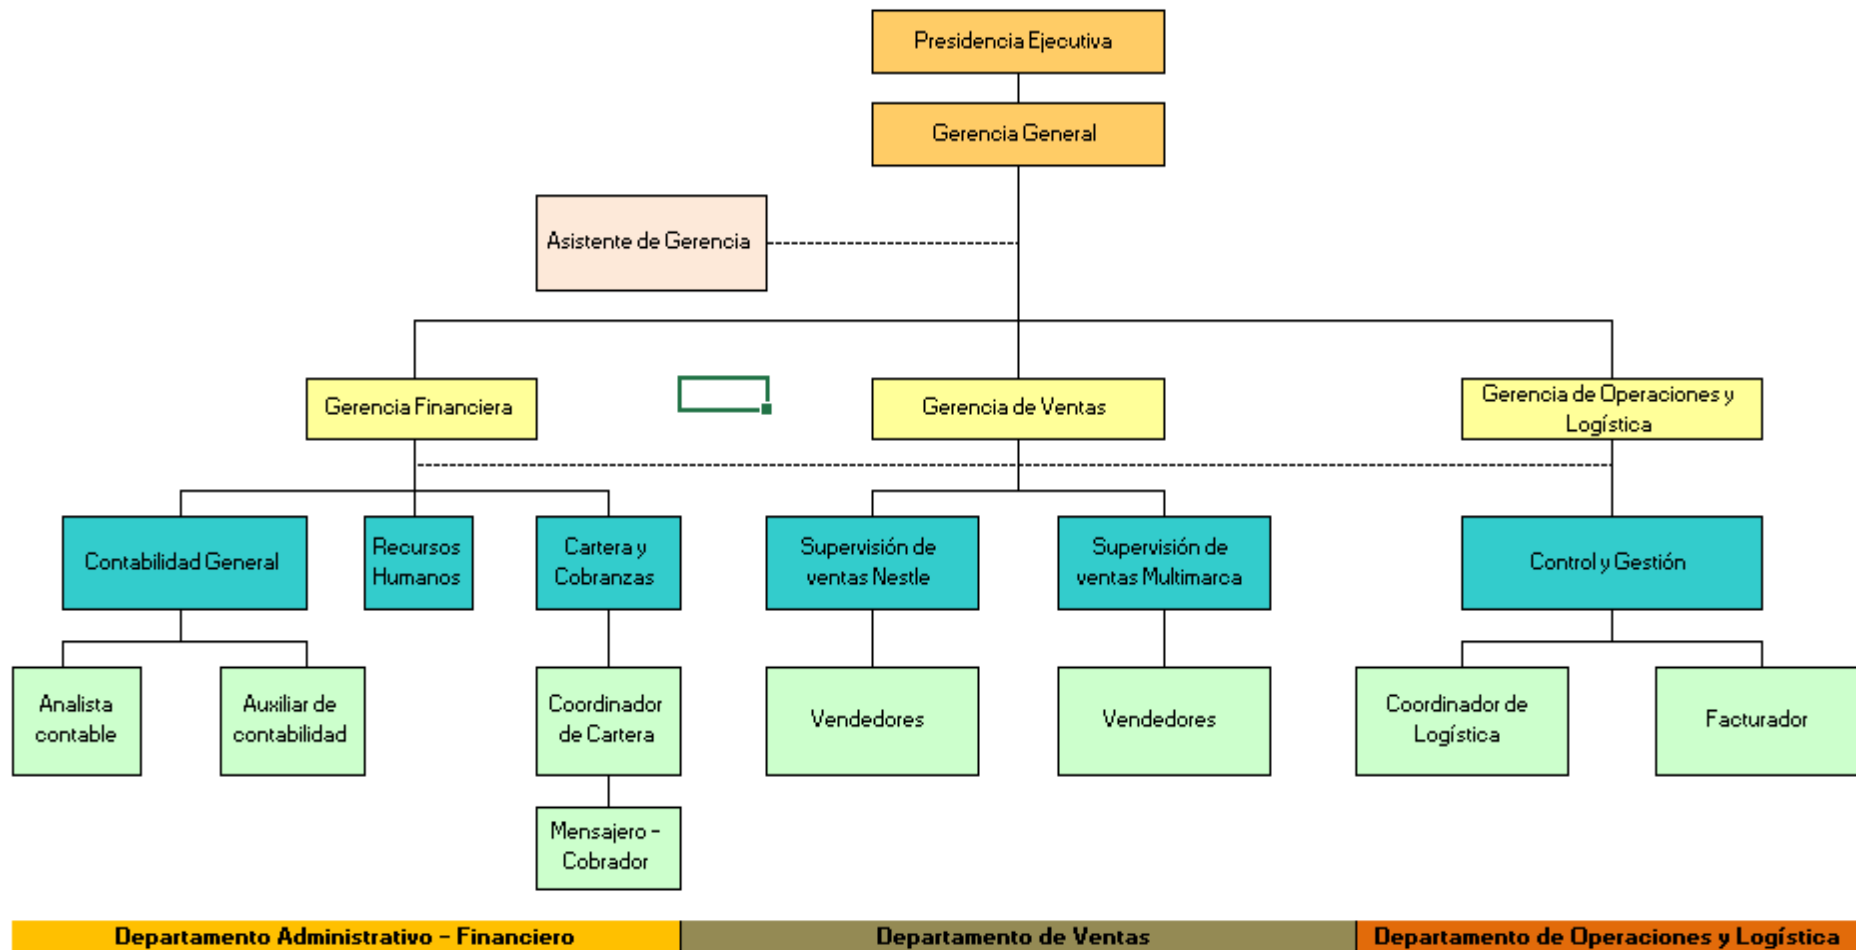 Presidencia Ejecutiva
Gerencia General
Asistente de Gerencia
Gerencia Financiera
Gerencia de Ventas
Gerencia de Operaciones y
Logística
Contabilidad General
Recursos
Humanos
Cartera y
Cobranzas
Supervisión de
ventas Nestle
Supervisión de
ventas Multimarca
Control y Gestión
Analista
contable
Auxiliar de
contabilidad
Coordinador
de Cartera
Vendedores
Vendedores
Coordinador de
Logística
Facturador
Mensajero -
Cobrador
Departamento Administrativo - Financiero
Departamento de Ventas
Departamento de Operaciones y Logística